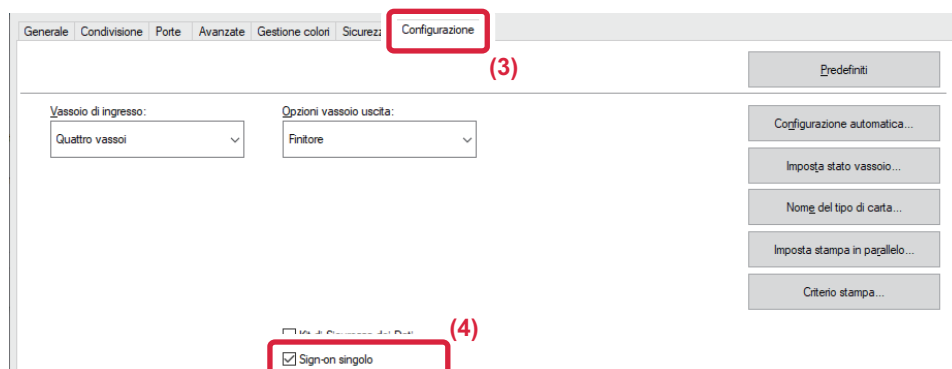 Generale Condivisione Porte Avanzate Gestione colori Sicurezz Configurazione
(3)
Predefiniti
Vassoio di ingresso: Opzioni vassoio uscita:
Quattro vassoi Finitore
Configurazione automatica...
Imposta stato vassoio...
Nome del tipo di carta...
Imposta stampa in parallelo...
Criterio stampa...
(4)
Sign-on singolo